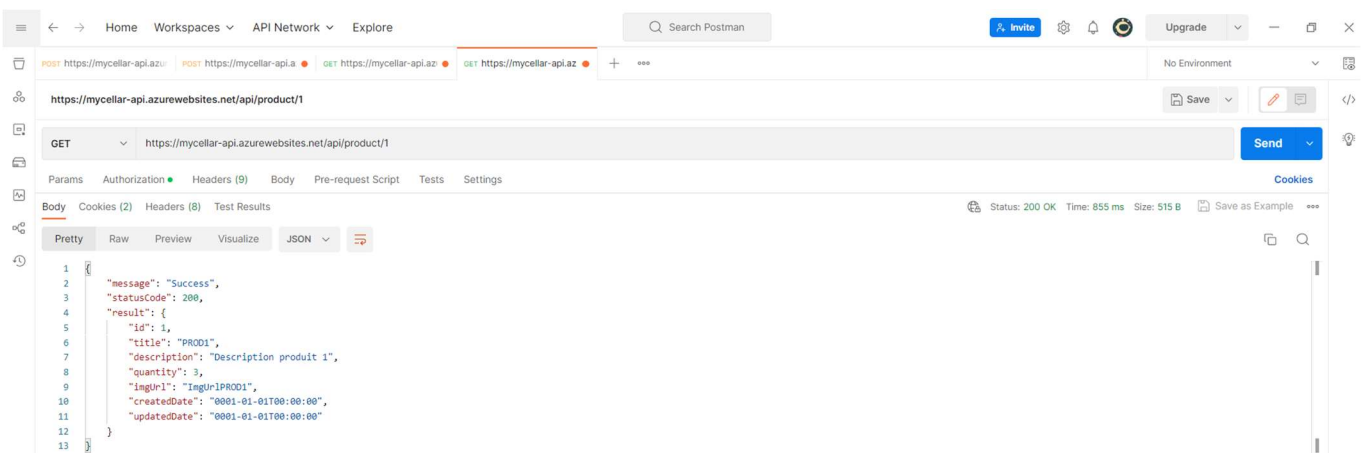 Home Workspaces API Network Explore Search Postman Invite Upgrade
POST https://mycellar-api.azu POST https://mycellar-api.a GET https://mycellar-api.az GET https://mycellar-api.az No Environment
https://mycellar-api.azurewebsites.net/api/product/1 Save
GET https://mycellar-api.azurewebsites.net/api/product/1 Send
Params Authorization Headers (9) Body Pre-request Script Tests Settings Cookies
Body Cookies (2) Headers (8) Test Results Status: 200 OK Time: 855 ms Size: 515 B Save as Example
Pretty Raw Preview Visualize JSON
1 {
2 "message": "Success",
3 "statusCode": 200,
4 "result": {
5 "id": 1,
6 "title": "PROD1",
7 "description": "Description produit 1",
8 "quantity": 3,
9 "imgUrl": "ImgUrlPROD1",
10 "createdDate": "0001-01-01T00:00:00",
11 "updatedDate": "0001-01-01T00:00:00"
12 }
13 }